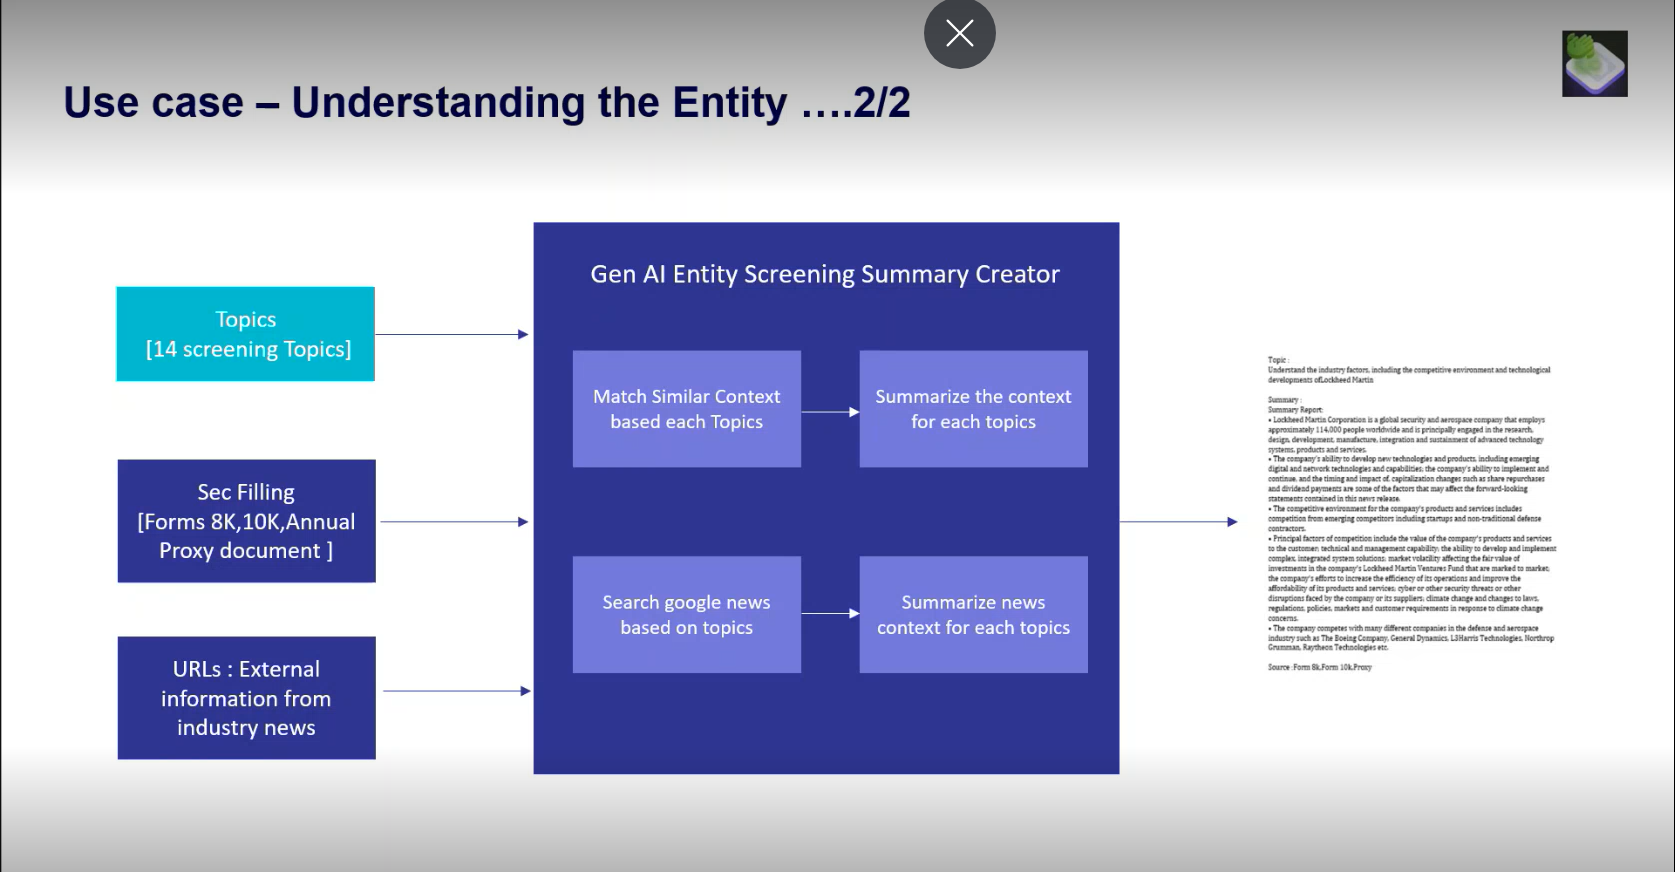 Use case – Understanding the Entity ….2/2
Topics
[14 screening Topics]
Sec Filling
[Forms 8K,10K,Annual
Proxy document ]
URLs : External
information from
industry news
Gen AI Entity Screening Summary Creator
Match Similar Context
based each Topics
Summarize the context
for each topics
Search google news
based on topics
Summarize news
context for each topics
Topic :
Understand the industry factors, including the competitive environment and technological
developments ofLockheed Martin
Summary :
Summary Report:
• Lockheed Martin Corporation is a global security and aerospace company that employs
approximately 114,000 people worldwide and is principally engaged in the research,
design, development, manufacture, integration and sustainment of advanced technology
systems, products and services.
• The company's ability to develop new technologies and products, including emerging
digital and network technologies and capabilities; the company's ability to implement and
continue, and the timing and impact of, capitalization changes such as share repurchases
and dividend payments are some of the factors that may affect the forward-looking
statements contained in this news release.
• The competitive environment for the company's products and services includes
competition from emerging competitors including startups and non-traditional defense
contractors.
• Principal factors of competition include the value of the company's products and services
to the customer; technical and management capability; the ability to develop and implement
complex, integrated system solutions; market volatility affecting the fair value of
investments in the company's Lockheed Martin Ventures Fund that are marked to market;
the company's efforts to increase the efficiency of its operations and improve the
affordability of its products and services; cyber or other security threats or other
disruptions faced by the company or its suppliers; climate change and changes to laws,
regulations, policies, markets and customer requirements in response to climate change
concerns.
• The company competes with many different companies in the defense and aerospace
industry such as The Boeing Company, General Dynamics, L3Harris Technologies, Northrop
Grumman, Raytheon Technologies etc.
Source :Form 8k,Form 10k,Proxy